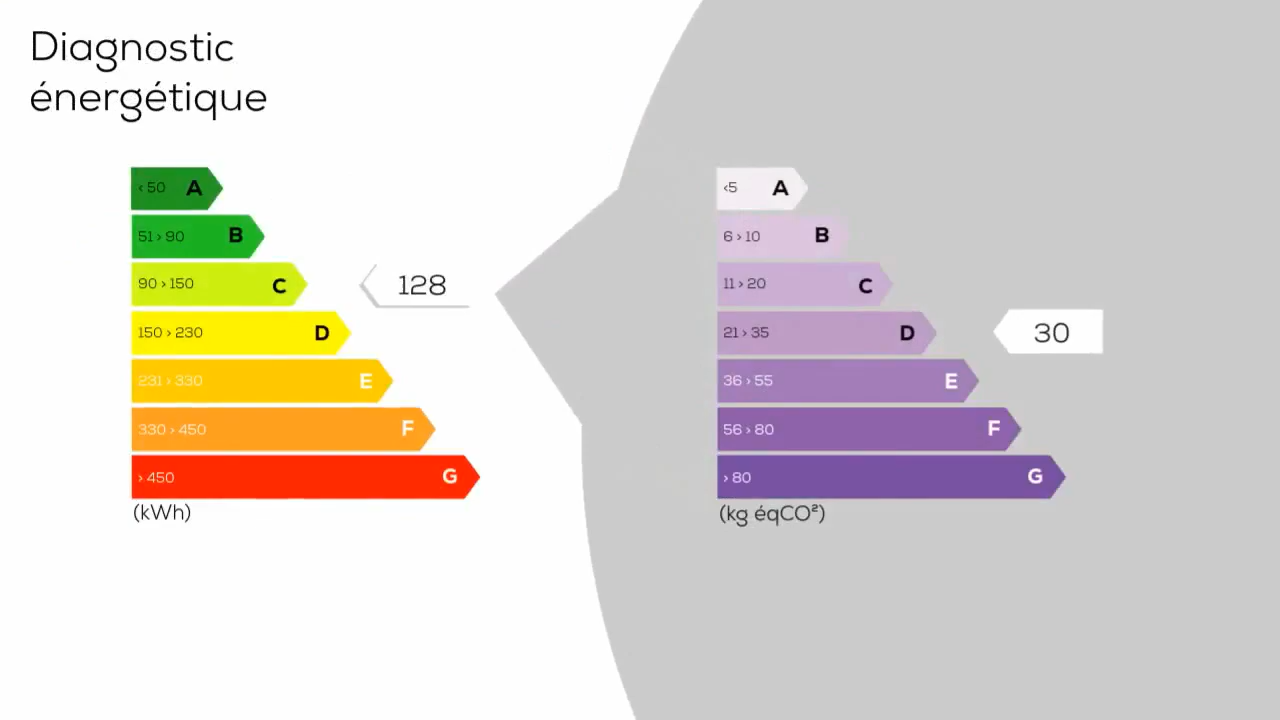 Diagnostic
énergétique
< 50 A
51 > 90 B
90 > 150 C
128
150 > 230 D
231 > 330 E
330 > 450 F
> 450 G
(kWh)
<5 A
6 > 10 B
11 > 20 C
21 > 35 D
30
36 > 55 E
56 > 80 F
> 80 G
(kg éqCO²)